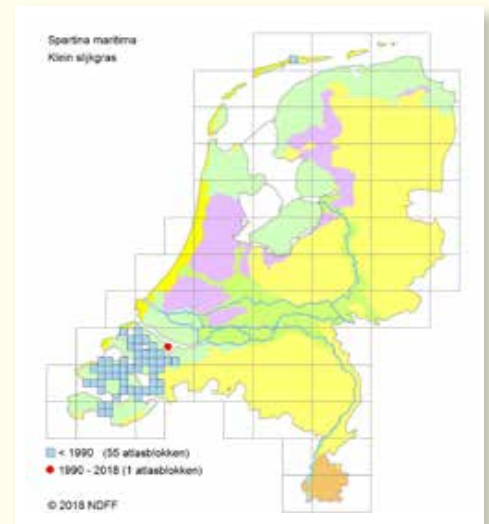 Spartina maritima
Klein slijkgras
< 1990 (55 atlasblokken)
1990 - 2018 (1 atlasblokken)
© 2018 NDFF